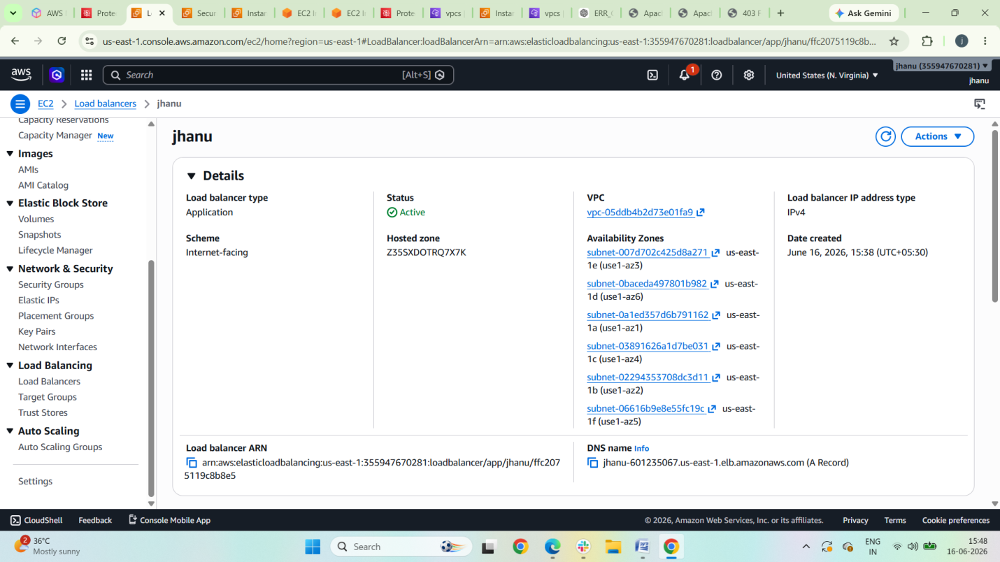 AWS
Prote
Lo
Secur
Instan
EC2 I
EC2 I
Prote
vpcs
Instan
vpcs
ERR_C
Apac
Apac
403 F
Ask Gemini
us-east-1.console.aws.amazon.com/ec2/home?region=us-east-1#LoadBalancer:loadBalancerArn=arn:aws:elasticloadbalancing:us-east-1:355947670281:loadbalancer/app/jhanu/ffc2075119c8b...
j
aws
Search
[Alt+S]
1
United States (N. Virginia)
jhanu (355947670281)
jhanu
EC2
Load balancers
jhanu
Capacity Reservations
Capacity Manager New
Images
AMIs
AMI Catalog
Elastic Block Store
Volumes
Snapshots
Lifecycle Manager
Network & Security
Security Groups
Elastic IPs
Placement Groups
Key Pairs
Network Interfaces
Load Balancing
Load Balancers
Target Groups
Trust Stores
Auto Scaling
Auto Scaling Groups
Settings
jhanu
Actions
Details
Load balancer type
Application
Scheme
Internet-facing
Status
Active
Hosted zone
Z35SXDOTRQ7X7K
VPC
vpc-05ddb4b2d73e01fa9
Availability Zones
subnet-007d702c425d8a271 us-east-
1e (use1-az3)
subnet-0baceda497801b982 us-east-
1d (use1-az6)
subnet-0a1ed357d6b791162 us-east-
1a (use1-az1)
subnet-03891626a1d7be031 us-east-
1c (use1-az4)
subnet-02294353708dc3d11 us-east-
1b (use1-az2)
subnet-06616b9e8e55fc19c us-east-
1f (use1-az5)
Load balancer IP address type
IPv4
Date created
June 16, 2026, 15:38 (UTC+05:30)
Load balancer ARN
arn:aws:elasticloadbalancing:us-east-1:355947670281:loadbalancer/app/jhanu/ffc207
5119c8b8e5
DNS name Info
jhanu-601235067.us-east-1.elb.amazonaws.com (A Record)
CloudShell
Feedback
Console Mobile App
© 2026, Amazon Web Services, Inc. or its affiliates.
Privacy
Terms
Cookie preferences
2
36°C
Mostly sunny
Search
ENG
IN
15:48
16-06-2026